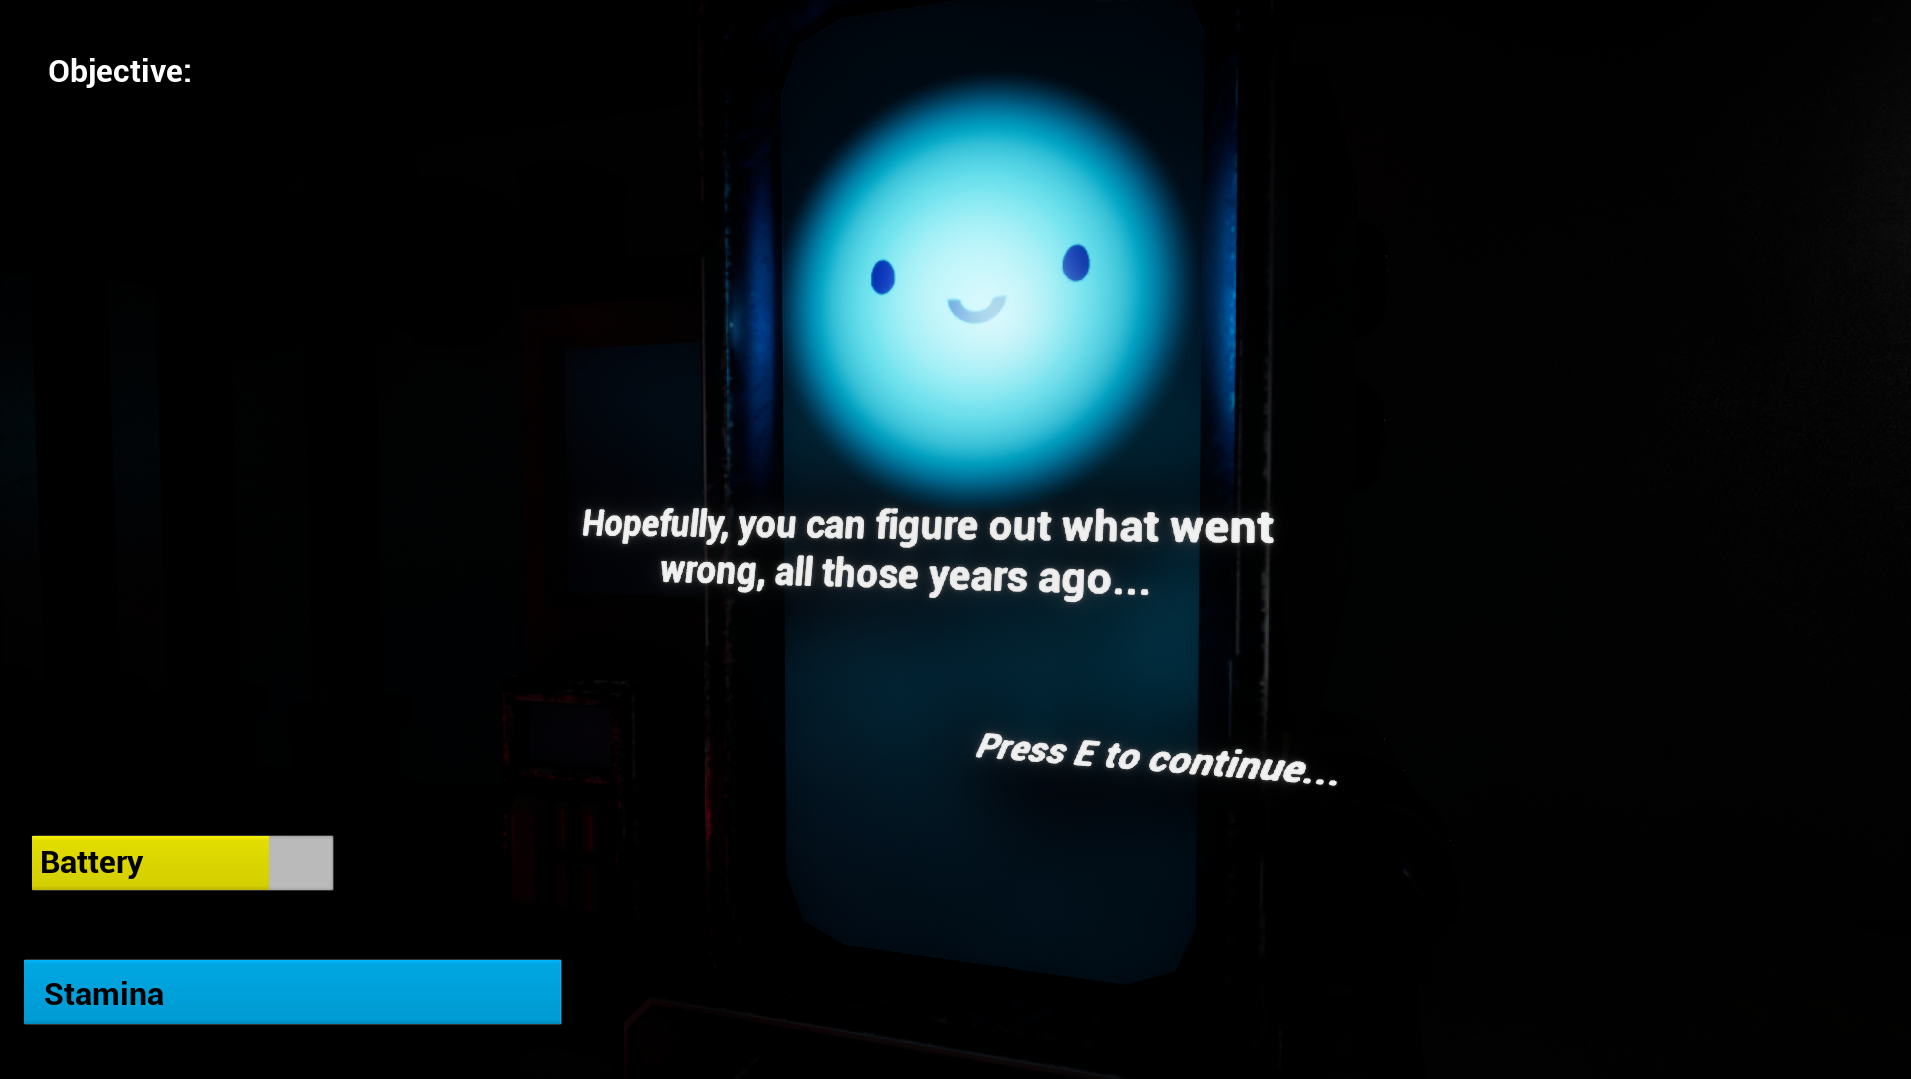 Objective:
Hopefully, you can figure out what went
wrong, all those years ago...
Press E to continue...
Battery
Stamina